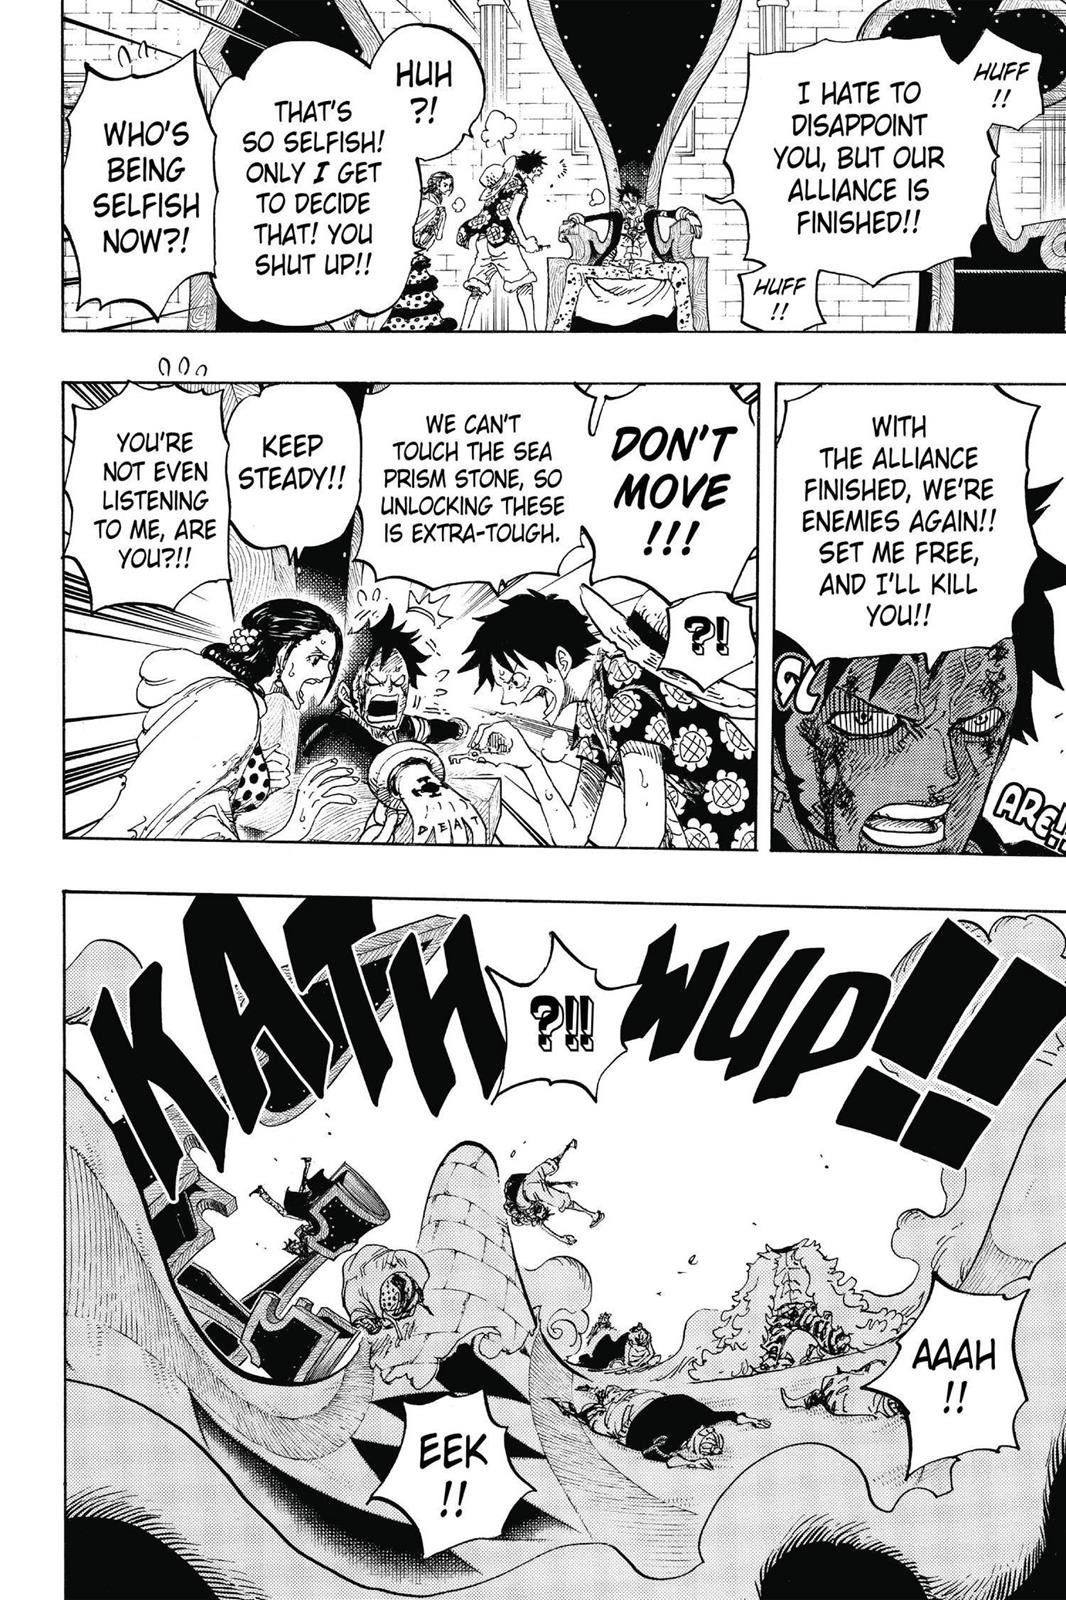 HUFF
!!
I HATE TO
DISAPPOINT
YOU, BUT OUR
ALLIANCE IS
FINISHED!!
HUFF
!!
HUH
?!
THAT'S
SO SELFISH!
ONLY I GET
TO DECIDE
THAT! YOU
SHUT UP!!
WHO'S
BEING
SELFISH
NOW?!
WITH
THE ALLIANCE
FINISHED, WE'RE
ENEMIES AGAIN!!
SET ME FREE,
AND I'LL KILL
YOU!!
DON'T
MOVE
!!!
?!
WE CAN'T
TOUCH THE SEA
PRISM STONE, SO
UNLOCKING THESE
IS EXTRA-TOUGH.
KEEP
STEADY!!
YOU'RE
NOT EVEN
LISTENING
TO ME, ARE
YOU?!!
DEAT
KATH
?!!
WUP!!
AAAH
!!
EEK
!!